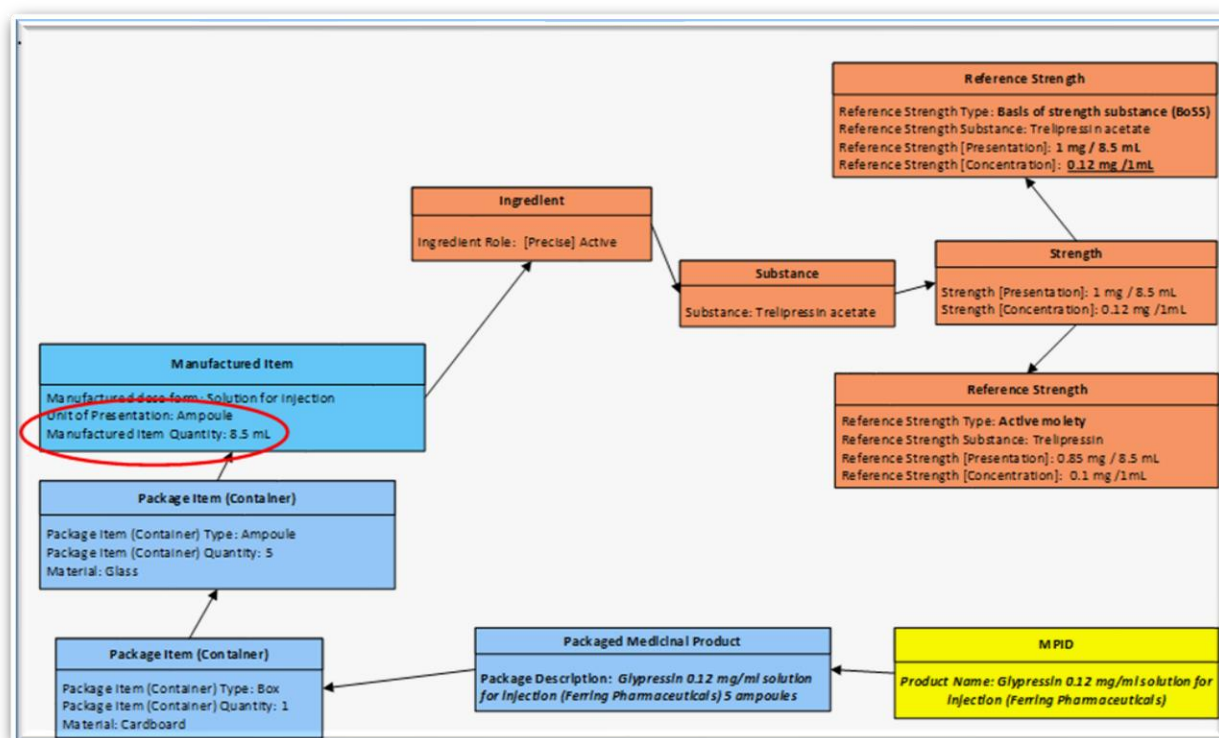 Reference Strength
Reference Strength Type: Basis of strength substance (BoSS)
Reference Strength Substance: Trelipressin acetate
Reference Strength [Presentation]: 1 mg / 8.5 mL
Reference Strength [Concentration]: 0.12 mg /1mL
Ingredient
Ingredient Role: [Precise] Active
Substance
Substance: Trelipressin acetate
Strength
Strength [Presentation]: 1 mg / 8.5 mL
Strength [Concentration]: 0.12 mg /1mL
Manufactured Item
Manufactured dose form: Solution for injection
Unit of Presentation: Ampoule
Manufactured Item Quantity: 8.5 mL
Reference Strength
Reference Strength Type: Active moiety
Reference Strength Substance: Trelipressin
Reference Strength [Presentation]: 0.85 mg / 8.5 mL
Reference Strength [Concentration]: 0.1 mg /1mL
Package Item (Container)
Package Item (Container) Type: Ampoule
Package Item (Container) Quantity: 5
Material: Glass
Package Item (Container)
Package Item (Container) Type: Box
Package Item (Container) Quantity: 1
Material: Cardboard
Packaged Medicinal Product
Package Description: Glypressin 0.12 mg/ml solution
for injection (Ferring Pharmaceuticals) 5 ampoules
MPID
Product Name: Glypressin 0.12 mg/ml solution for
injection (Ferring Pharmaceuticals)